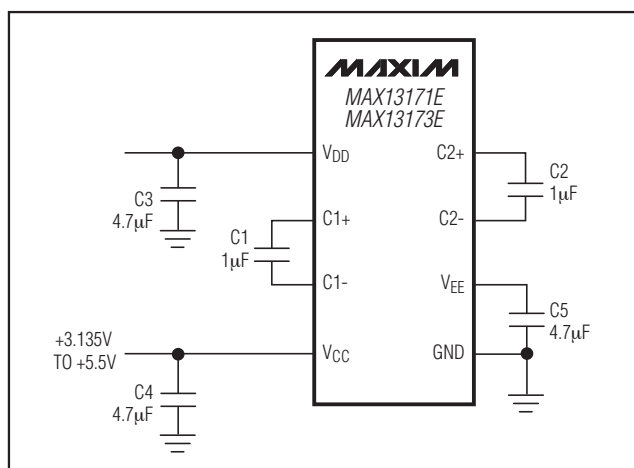 MAXIM
MAX13171E
MAX13173E
VDD
C2+
C3
4.7μF
C2
1μF
C1+
C2-
C1
1μF
C1-
VEE
C5
4.7μF
+3.135V
TO +5.5V
VCC
GND
C4
4.7μF